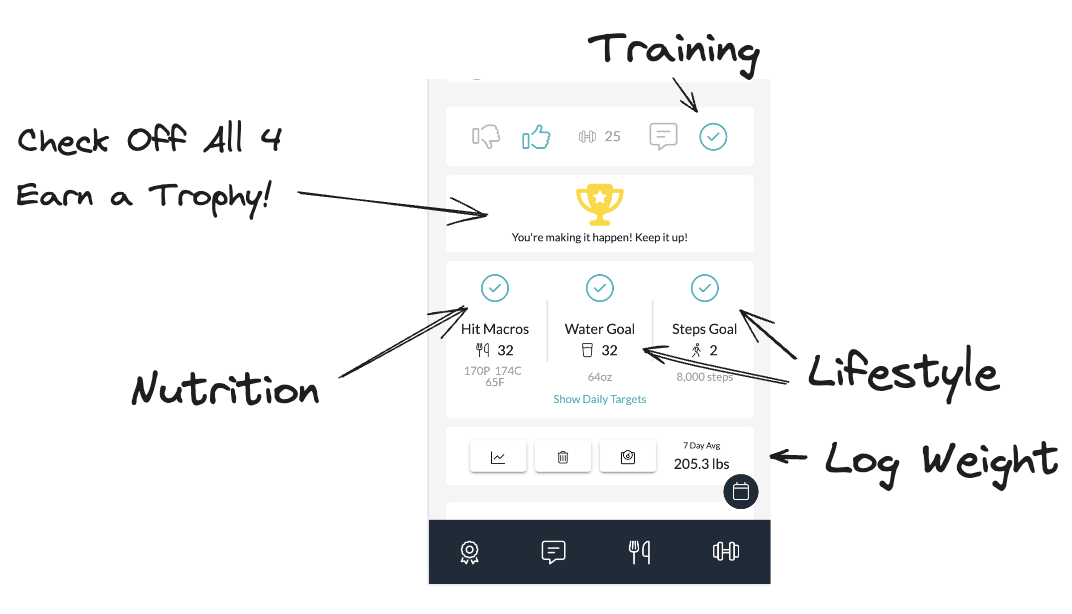 Training
Check Off All 4
Earn a Trophy!
25
You're making it happen! Keep it up!
Hit Macros
32
170P 174C
65F
Water Goal
32
64oz
Steps Goal
2
8,000 steps
Show Daily Targets
Nutrition
Lifestyle
7 Day Avg
205.3 lbs
Log Weight